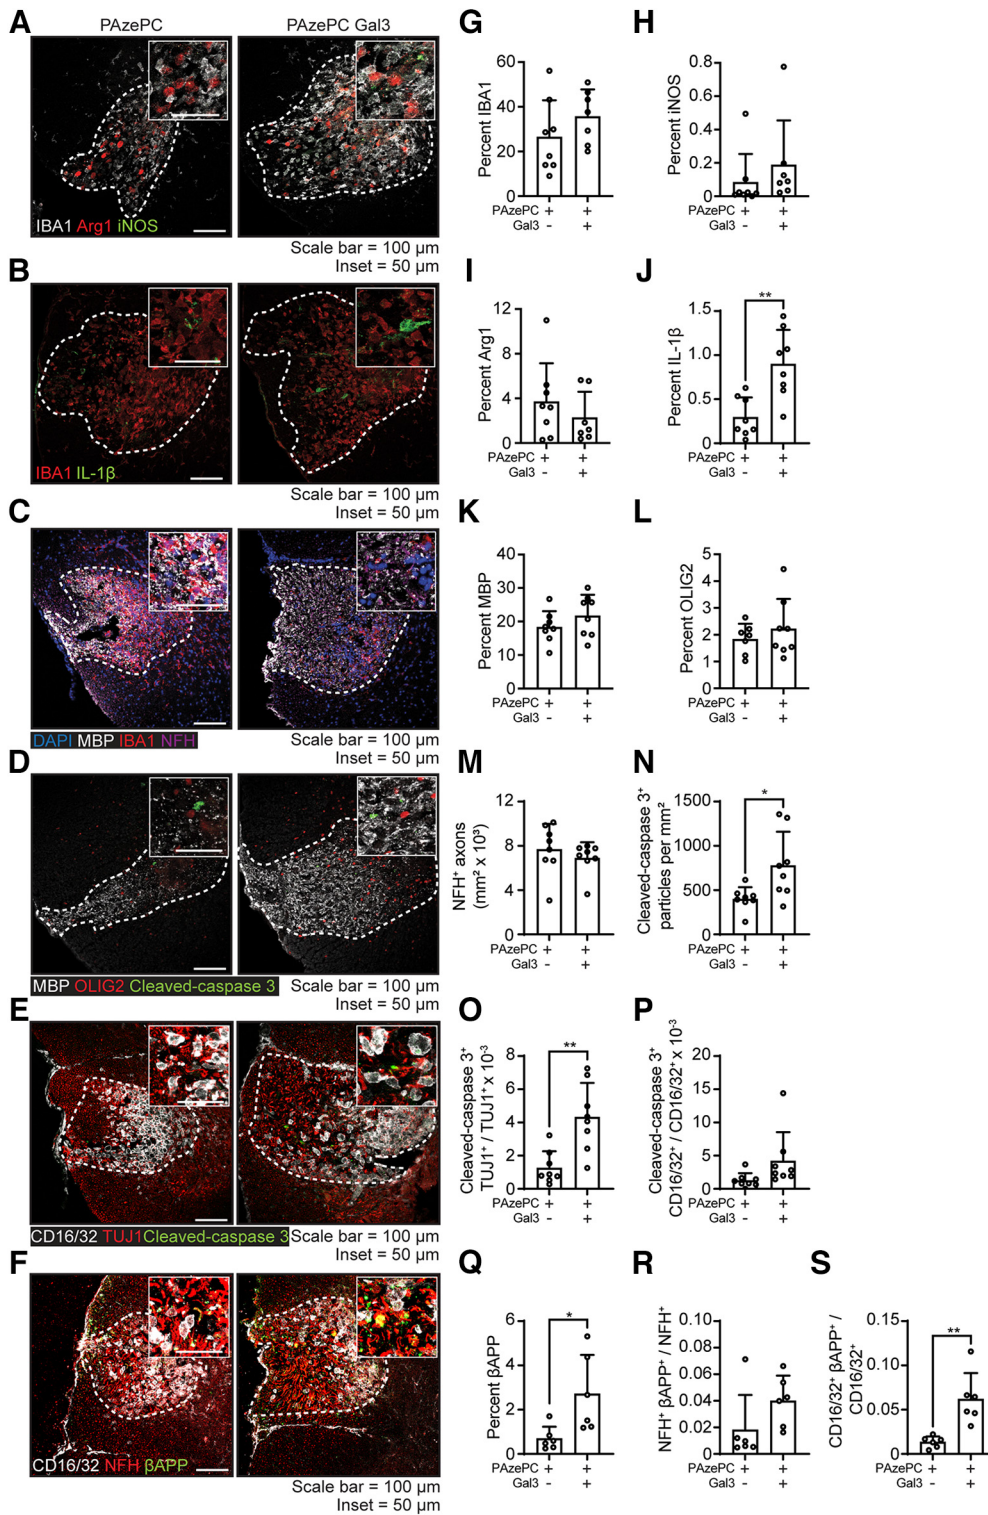 A
PAzePC
PAzePC Gal3
IBA1 Arg1 iNOS
Scale bar = 100 µm
Inset = 50 µm
B
IBA1 IL-1β
Scale bar = 100 µm
Inset = 50 µm
C
DAPI MBP IBA1 NFH
Scale bar = 100 µm
Inset = 50 µm
D
MBP OLIG2 Cleaved-caspase 3
Scale bar = 100 µm
Inset = 50 µm
E
CD16/32 TUJ1 Cleaved-caspase 3
Scale bar = 100 µm
Inset = 50 µm
F
CD16/32 NFH βAPP
Scale bar = 100 µm
Inset = 50 µm
G
Percent IBA1
60
40
20
0
PAzePC + +
Gal3 - +
H
Percent iNOS
0.8
0.6
0.4
0.2
0
PAzePC + +
Gal3 - +
I
Percent Arg1
12
8
4
0
PAzePC + +
Gal3 - +
J
Percent IL-1β
**
1.5
1.0
0.5
0
PAzePC + +
Gal3 - +
K
Percent MBP
40
30
20
10
0
PAzePC + +
Gal3 - +
L
Percent OLIG2
5
4
3
2
1
0
PAzePC + +
Gal3 - +
M
NFH⁺ axons
(mm² x 10³)
12
8
4
0
PAzePC + +
Gal3 - +
N
Cleaved-caspase 3⁺
particles per mm²
*
1500
1000
500
0
PAzePC + +
Gal3 - +
O
Cleaved-caspase 3⁺
TUJ1⁺ / TUJ1⁺ x 10⁻³
**
8
6
4
2
0
PAzePC + +
Gal3 - +
P
Cleaved-caspase 3⁺
CD16/32⁺ / CD16/32⁺ x 10⁻³
20
15
10
5
0
PAzePC + +
Gal3 - +
Q
Percent βAPP
*
6
4
2
0
PAzePC + +
Gal3 - +
R
NFH⁺ βAPP⁺ / NFH⁺
0.10
0.08
0.06
0.04
0.02
0
PAzePC + +
Gal3 - +
S
CD16/32⁺ βAPP⁺ /
CD16/32⁺
**
0.15
0.10
0.05
0
PAzePC + +
Gal3 - +